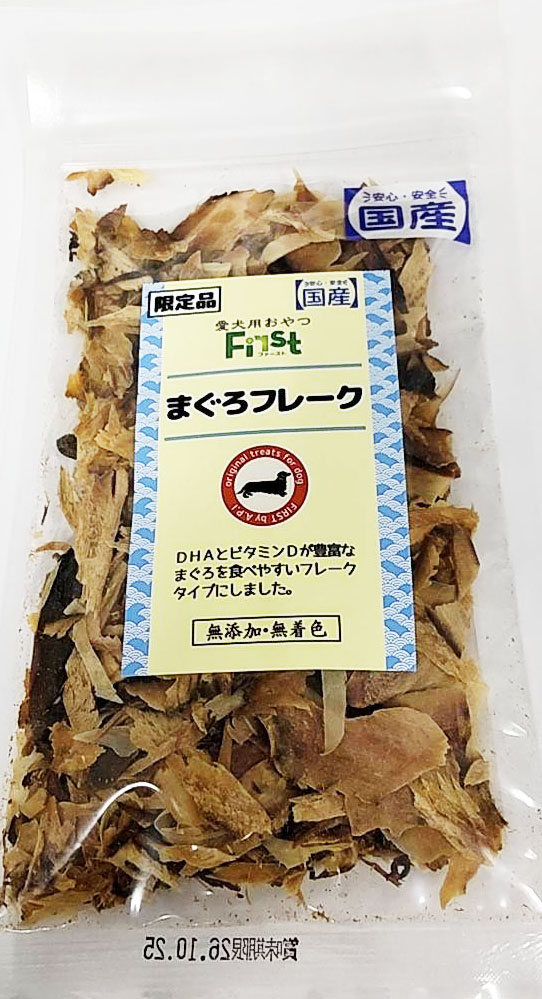 安心・安全
国産
限定品
安心・安全
国産
愛犬用おやつ
First
ファースト
まぐろフレーク
original treats for dog
FIRST by A.P.I
DHAとビタミンDが豊富な
まぐろを食べやすいフレーク
タイプにしました。
無添加・無着色
賞味期限26.10.25